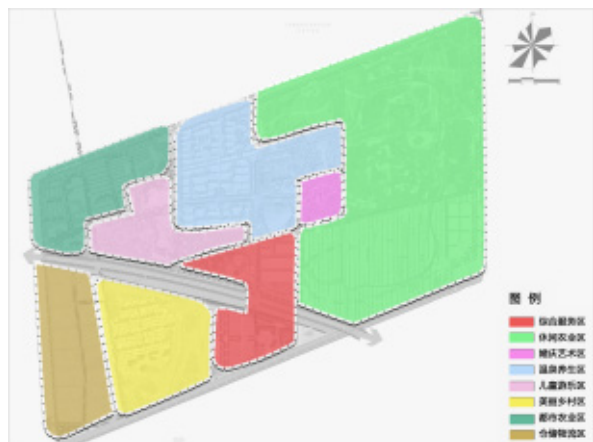 图 例
综合服务区
休闲农业区
婚庆艺术区
温泉养生区
儿童游乐区
美丽乡村区
都市农业区
仓储物流区